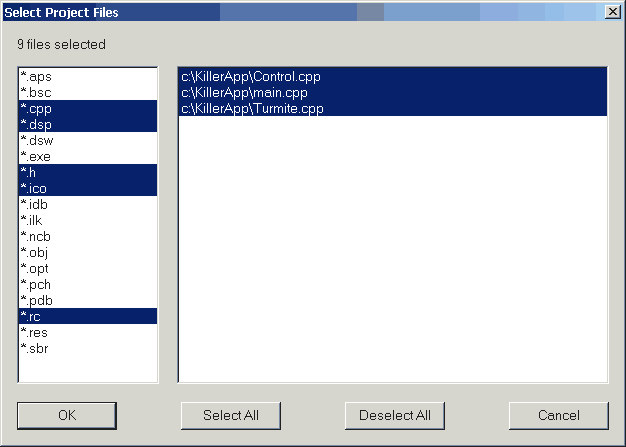 Select Project Files
9 files selected
*.aps
*.bsc
*.cpp
*.dsp
*.dsw
*.exe
*.h
*.ico
*.idb
*.ilk
*.ncb
*.obj
*.opt
*.pch
*.pdb
*.rc
*.res
*.sbr
c:\KillerApp\Control.cpp
c:\KillerApp\main.cpp
c:\KillerApp\Turmite.cpp
OK
Select All
Deselect All
Cancel